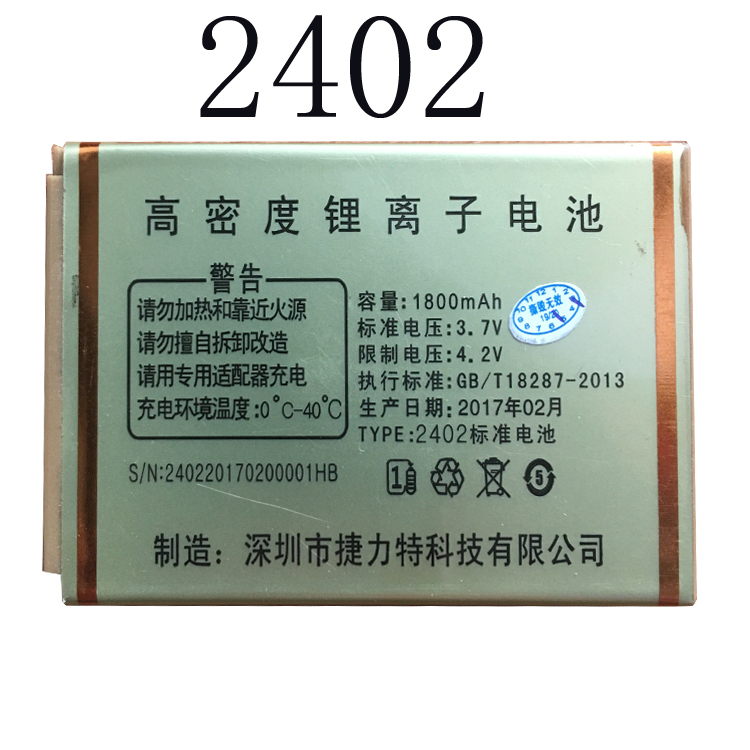 2402
高密度锂离子电池
警告
请勿加热和靠近火源
请勿擅自拆卸改造
请用专用适配器充电
充电环境温度:0°C-40°C
容量:1800mAh
标准电压:3.7V
限制电压:4.2V
执行标准:GB/T18287-2013
生产日期:2017年02月
TYPE:2402标准电池
撕毁无效
S/N:240220170200001HB
制造：深圳市捷力特科技有限公司